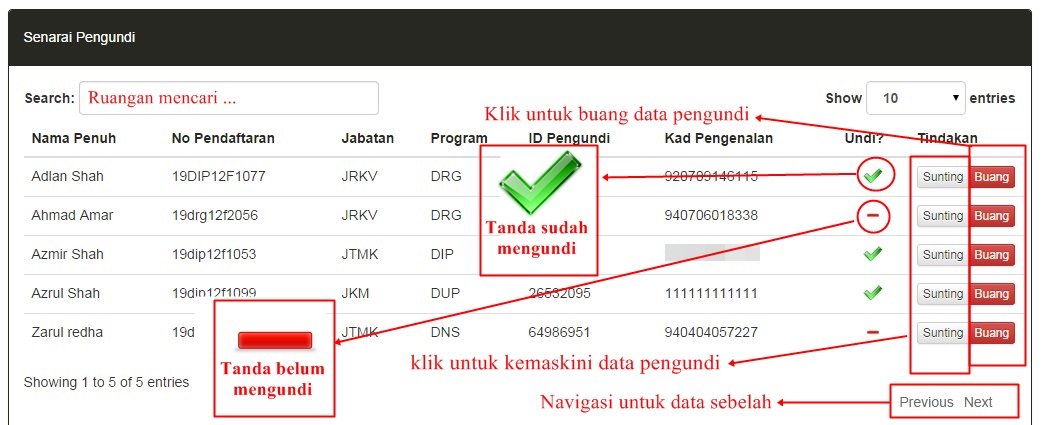 Senarai Pengundi
Search: Ruangan mencari ... Show 10 entries
Klik untuk buang data pengundi
Nama Penuh No Pendaftaran Jabatan Program ID Pengundi Kad Pengenalan Undi? Tindakan
Adlan Shah 19DIP12F1077 JRKV DRG 920709146115 Sunting Buang
Ahmad Amar 19drg12f2056 JRKV DRG 940706018338 Sunting Buang
Tanda sudah
mengundi
Azmir Shah 19dip12f1053 JTMK DIP Sunting Buang
Azrul Shah 19dip12f1099 JKM DUP 26532095 111111111111 Sunting Buang
Zarul redha 19d JTMK DNS 64986951 940404057227 Sunting Buang
Tanda belum
mengundi
klik untuk kemaskini data pengundi
Showing 1 to 5 of 5 entries
Navigasi untuk data sebelah Previous Next